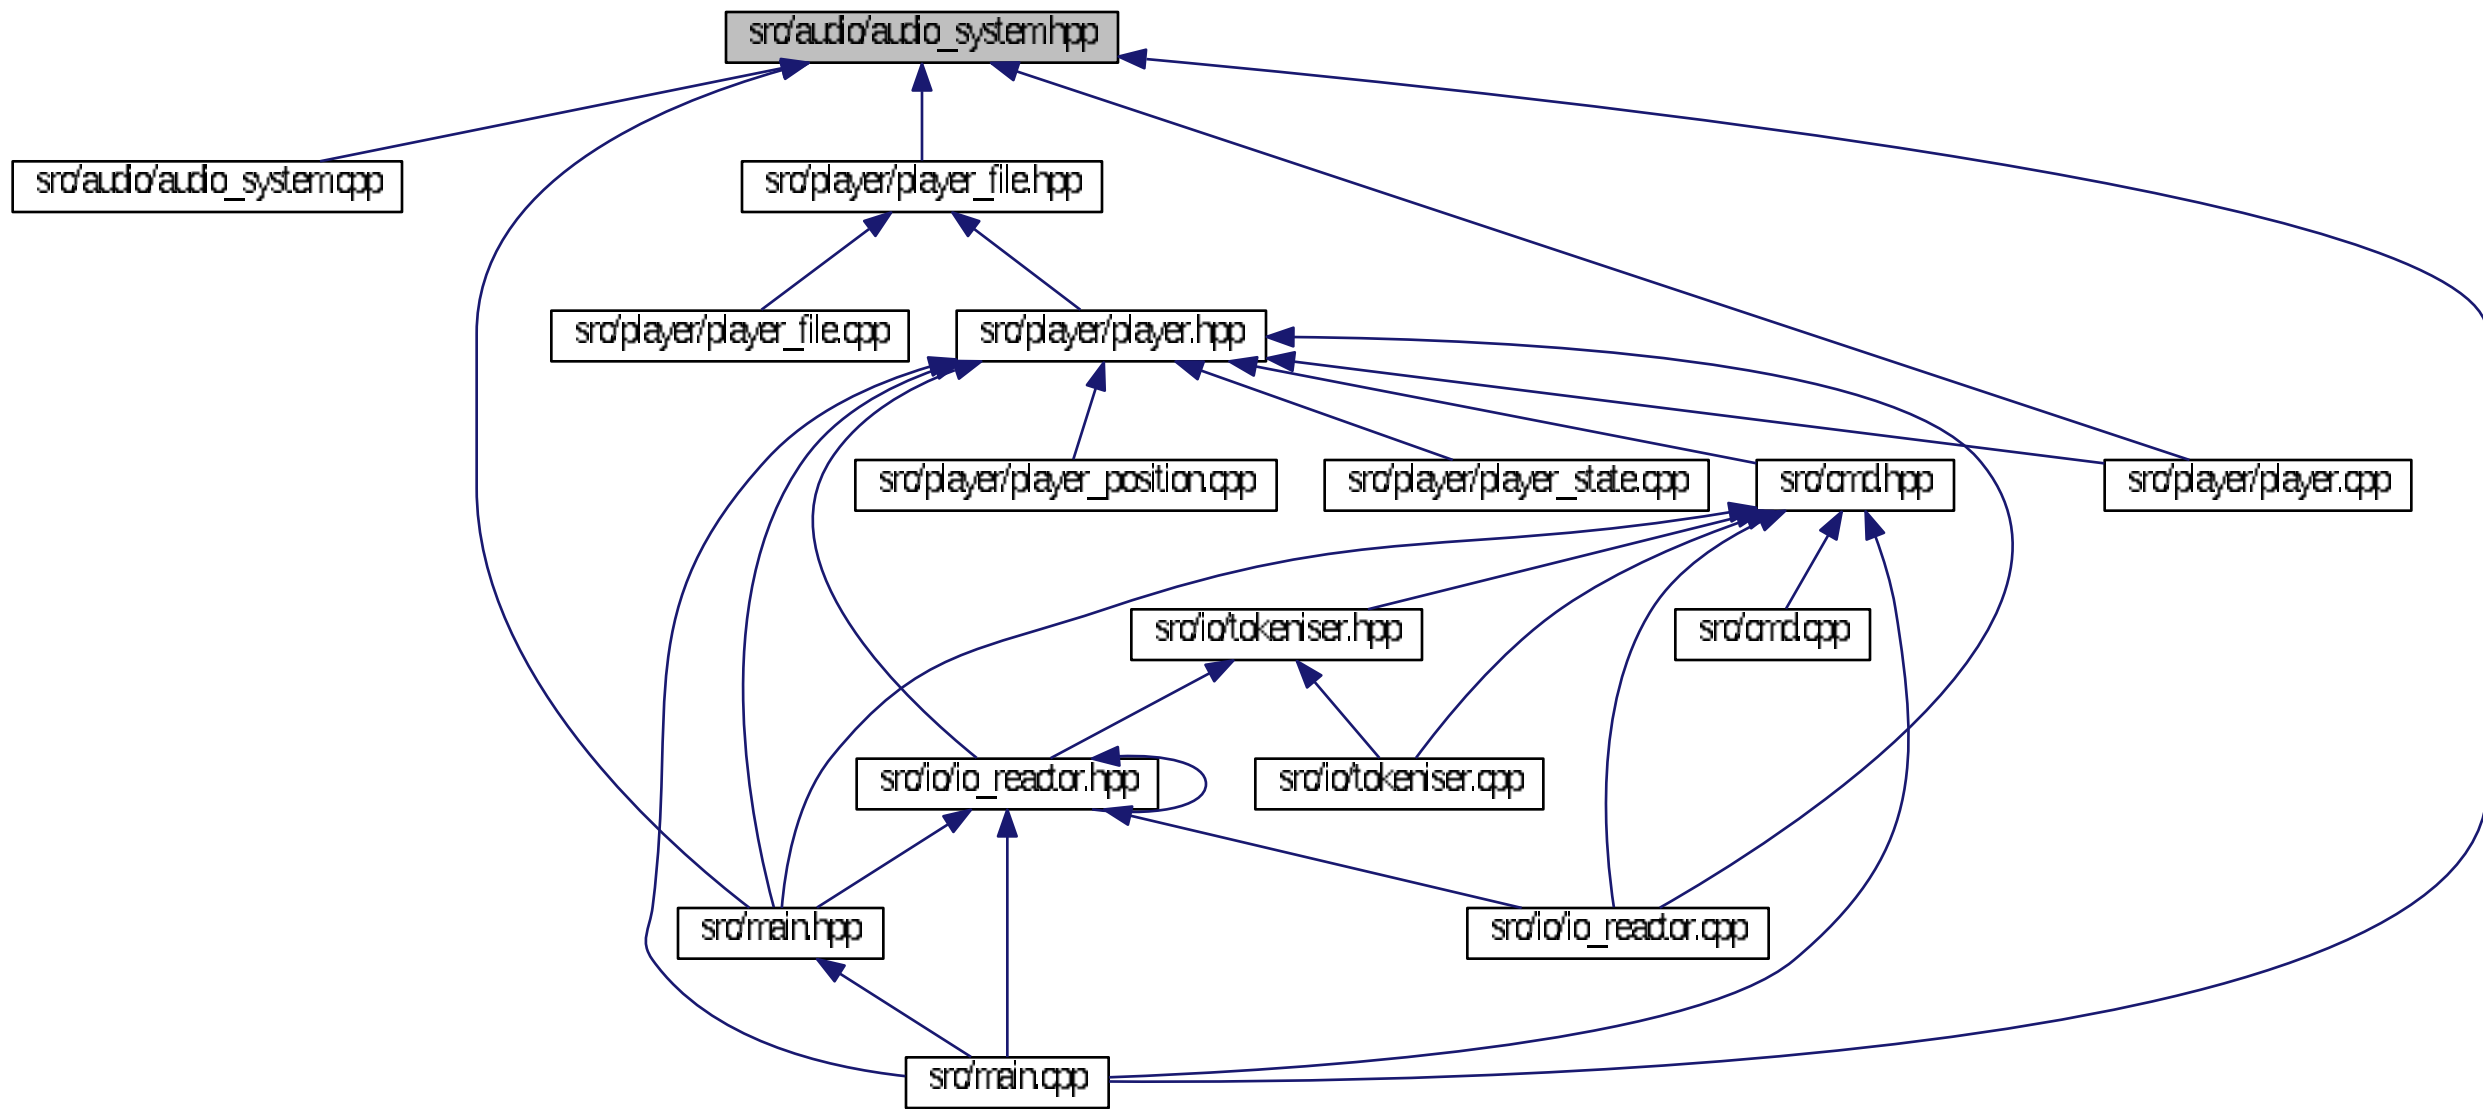 src/audio/audio_system.hpp
src/audio/audio_system.cpp
src/player/player_file.hpp
src/player/player_file.cpp
src/player/player.hpp
src/player/player_position.cpp
src/player/player_state.cpp
src/cmd.hpp
src/player/player.cpp
src/io/tokeniser.hpp
src/cmd.cpp
src/io/io_reactor.hpp
src/io/tokeniser.cpp
src/main.hpp
src/io/io_reactor.cpp
src/main.cpp